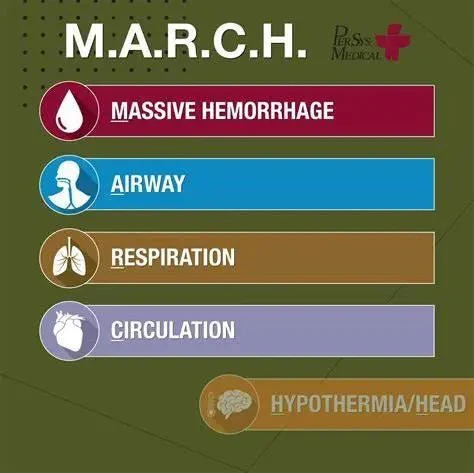 M.A.R.C.H.
PerSys
Medical
MASSIVE HEMORRHAGE
AIRWAY
RESPIRATION
CIRCULATION
HYPOTHERMIA/HEAD